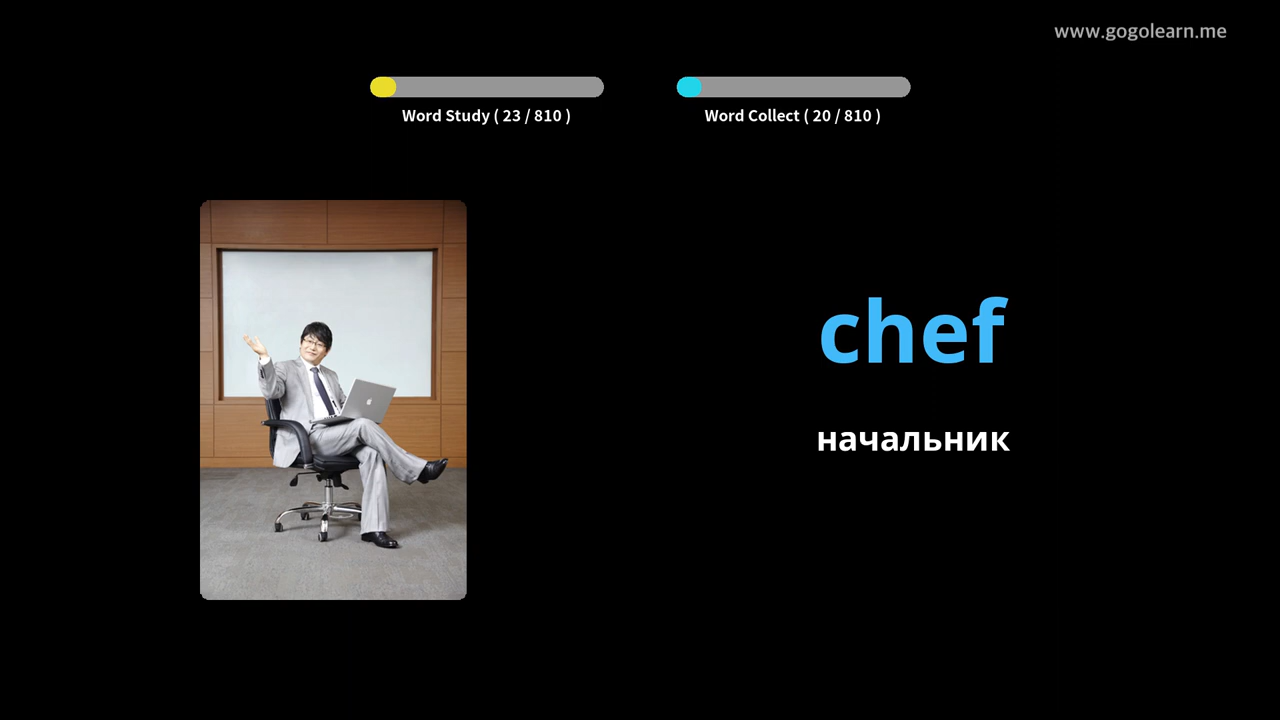 www.gogolearn.me
Word Study ( 23 / 810 )
Word Collect ( 20 / 810 )
chef
начальник